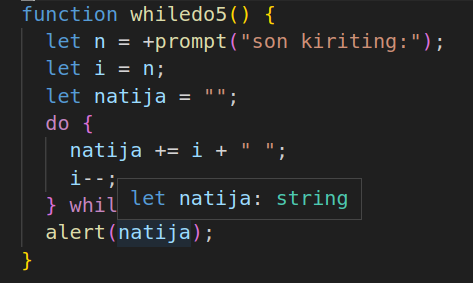 function whiledo5() {
let n = +prompt("son kiriting:");
let i = n;
let natija = "";
do {
natija += i + " ";
i--;
} whil
let natija: string
alert(natija);
}